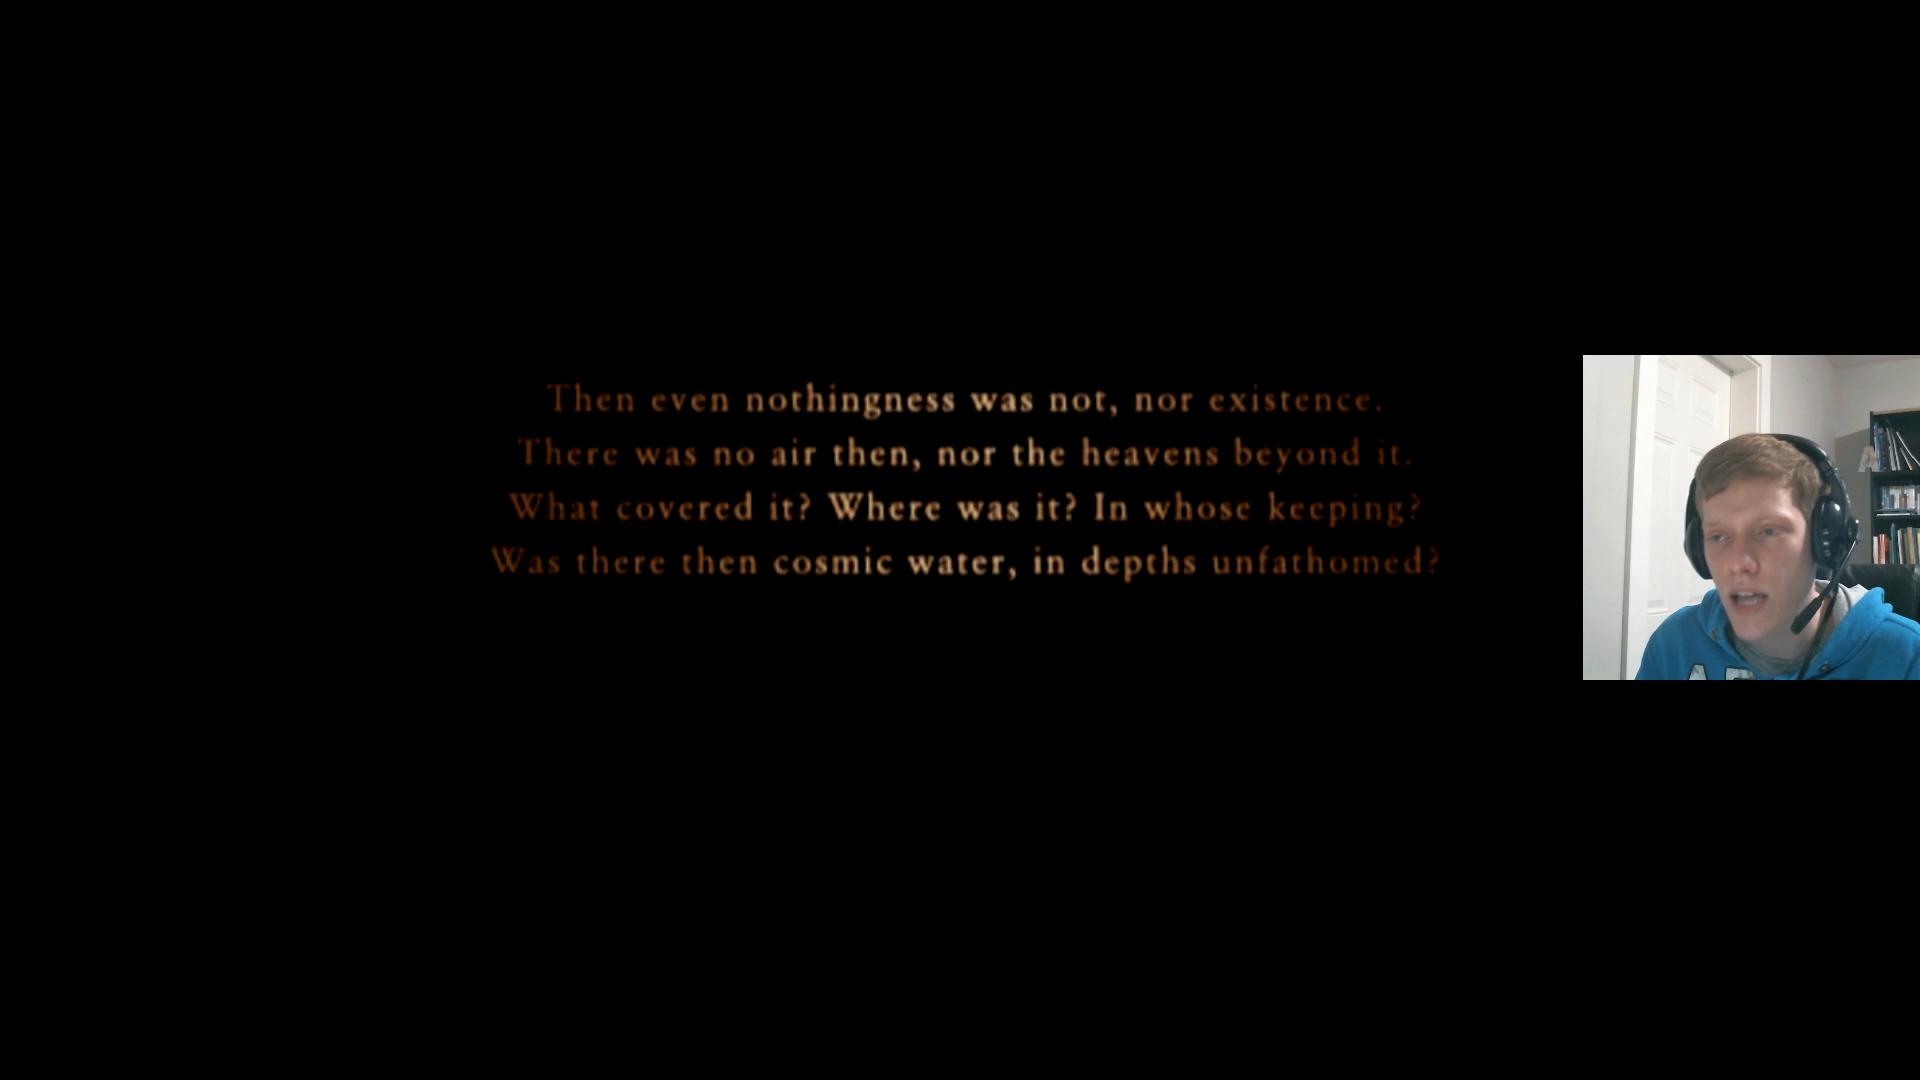 Then even nothingness was not, nor existence.
There was no air then, nor the heavens beyond it.
What covered it? Where was it? In whose keeping?
Was there then cosmic water, in depths unfathomed?